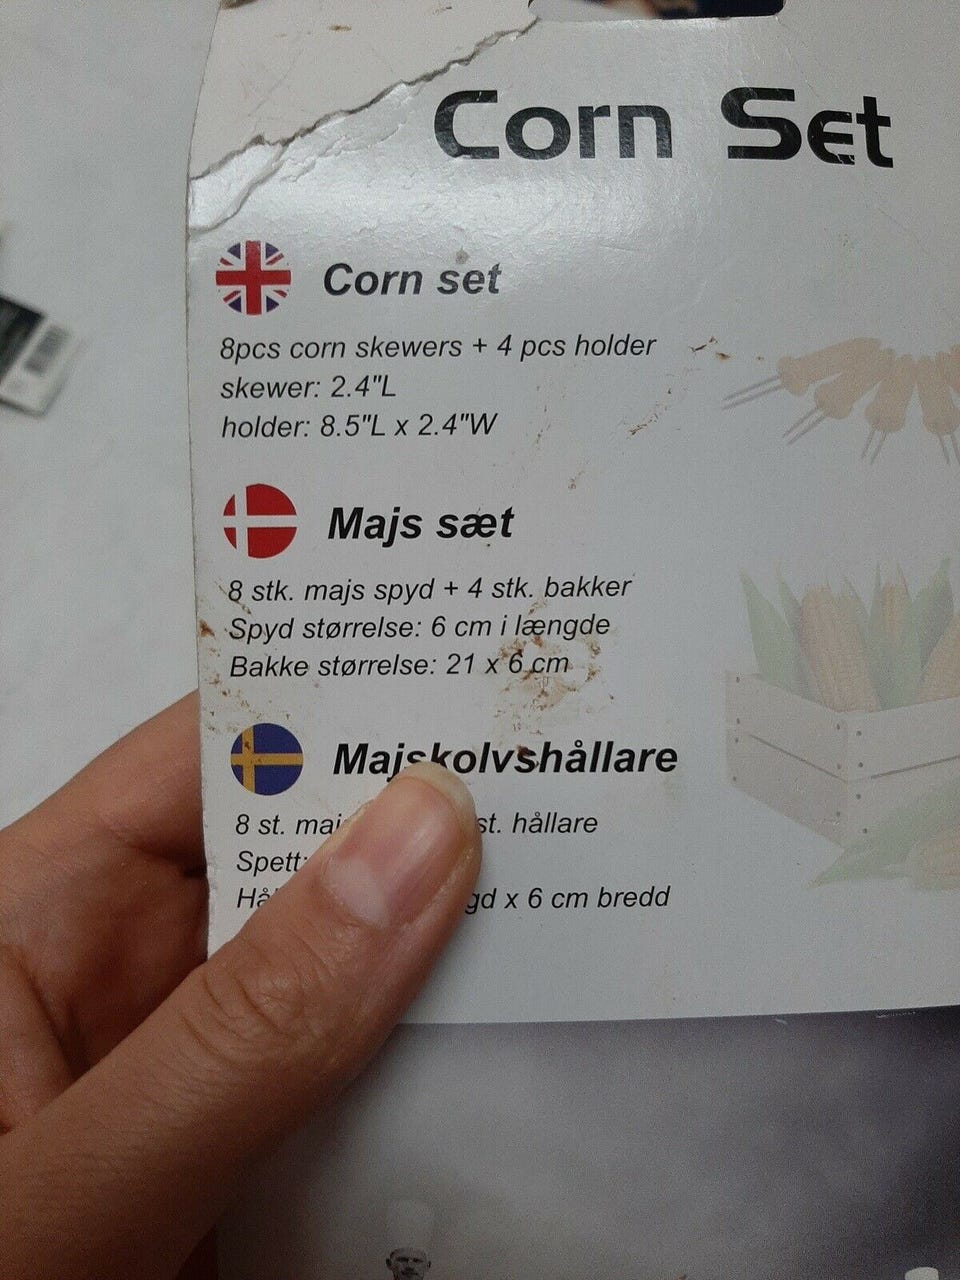 Corn Set
Corn set
8pcs corn skewers + 4 pcs holder
skewer: 2.4"L
holder: 8.5"L x 2.4"W
Majs sæt
8 stk. majs spyd + 4 stk. bakker
Spyd størrelse: 6 cm i længde
Bakke størrelse: 21 x 6 cm
Majskolvshållare
8 st. st. hållare
Spett:
x 6 cm bredd